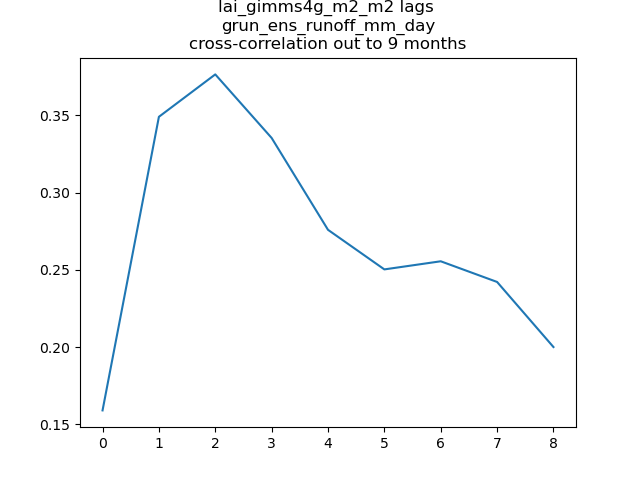 lai_gimms4g_m2_m2 lags
grun_ens_runoff_mm_day
cross-correlation out to 9 months
0.35
0.30
0.25
0.20
0.15
0 1 2 3 4 5 6 7 8